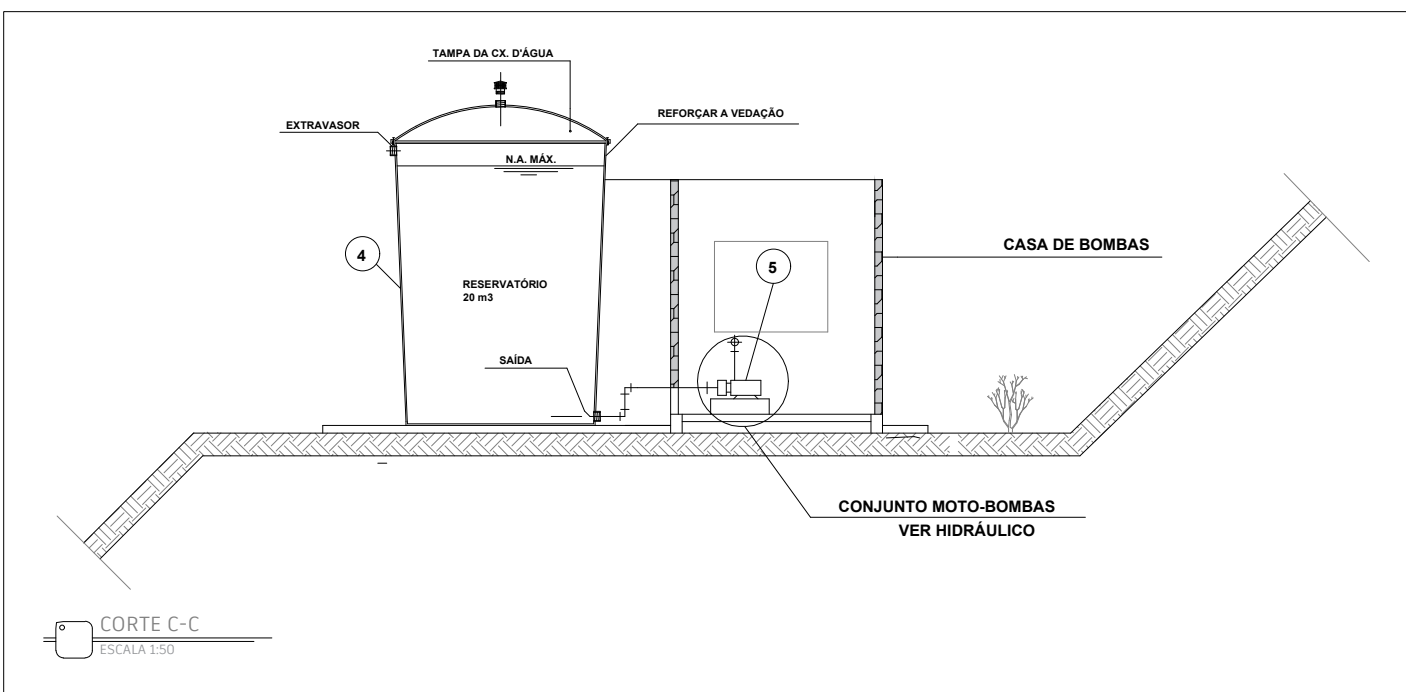 TAMPA DA CX. D'ÁGUA
EXTRAVASOR
REFORÇAR A VEDAÇÃO
N.A. MÁX.
4
RESERVATÓRIO
20 m3
5
CASA DE BOMBAS
SAÍDA
CONJUNTO MOTO-BOMBAS
VER HIDRÁULICO
CORTE C-C
ESCALA 1:50